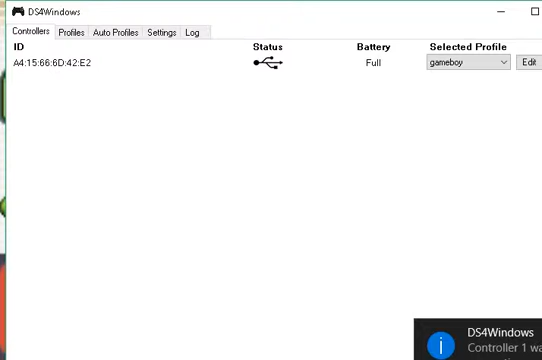 DS4Windows
Controllers Profiles Auto Profiles Settings Log
ID Status Battery Selected Profile
A4:15:66:6D:42:E2 Full gameboy Edit
DS4Windows
Controller 1 wa